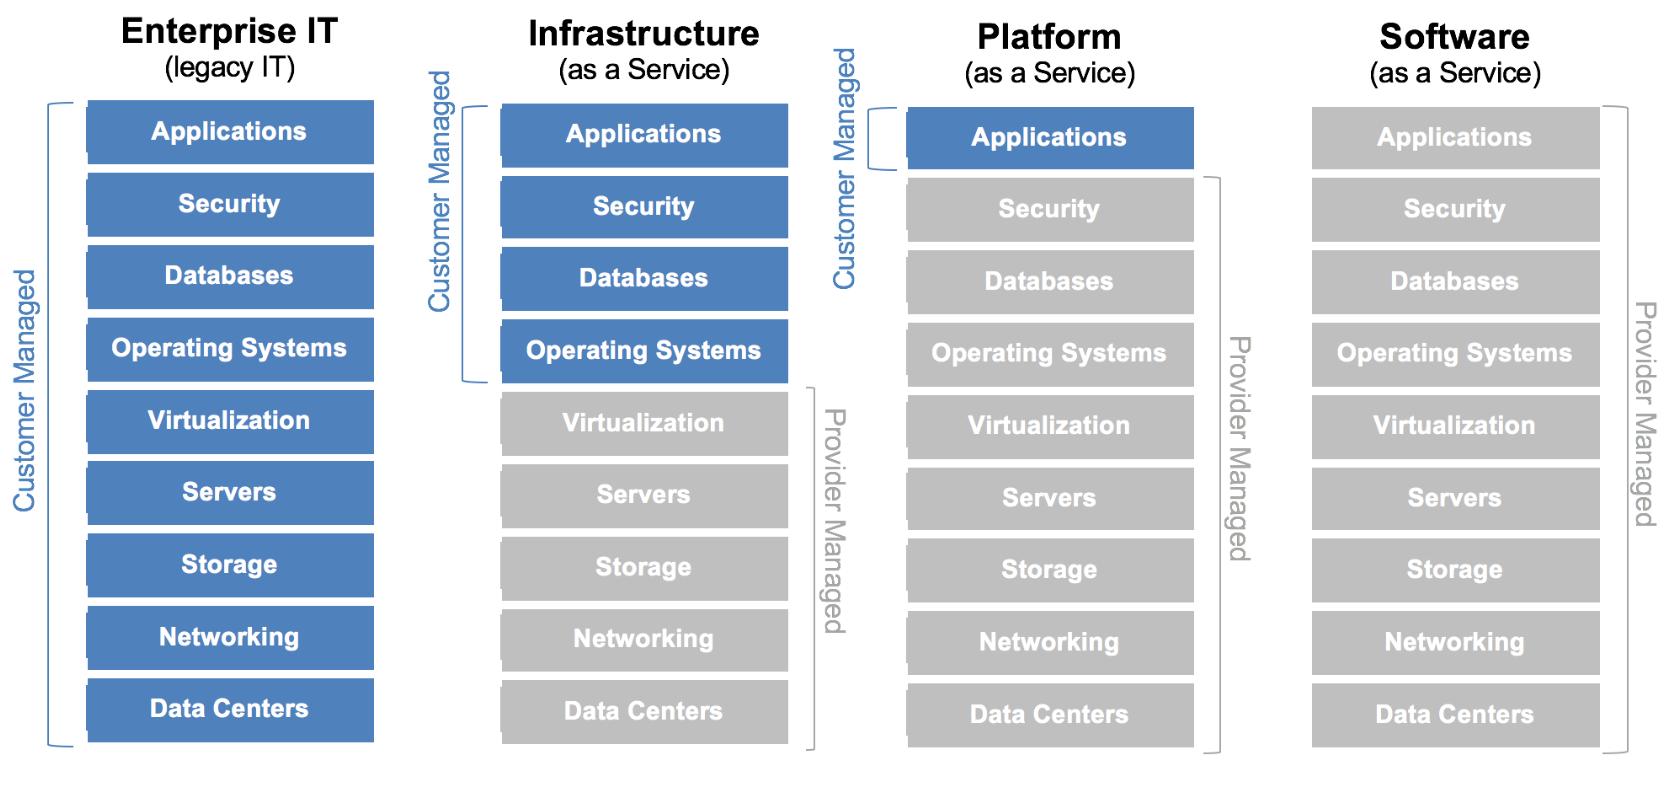 Enterprise IT
(legacy IT)
Customer Managed
Applications
Security
Databases
Operating Systems
Virtualization
Servers
Storage
Networking
Data Centers
Infrastructure
(as a Service)
Customer Managed
Applications
Security
Databases
Operating Systems
Virtualization
Servers
Storage
Networking
Data Centers
Provider Managed
Platform
(as a Service)
Customer Managed
Applications
Security
Databases
Operating Systems
Virtualization
Servers
Storage
Networking
Data Centers
Provider Managed
Software
(as a Service)
Applications
Security
Databases
Operating Systems
Virtualization
Servers
Storage
Networking
Data Centers
Provider Managed